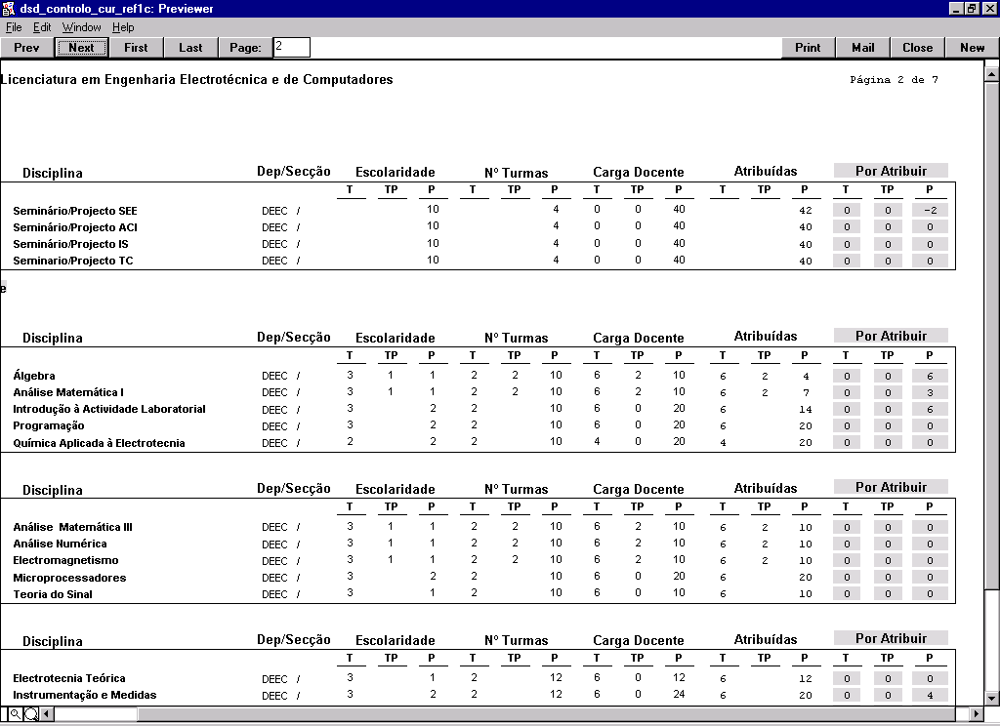 dsd_controlo_cur_ref1c: Previewer
File Edit Window Help
Prev Next First Last Page: 2 Print Mail Close New
Licenciatura em Engenharia Electrotécnica e de Computadores Página 2 de 7
Disciplina Dep/Secção Escolaridade Nº Turmas Carga Docente Atribuídas Por Atribuir
T TP P T TP P T TP P T TP P T TP P
Seminário/Projecto SEE DEEC / 10 4 0 0 40 42 0 0 -2
Seminário/Projecto ACI DEEC / 10 4 0 0 40 40 0 0 0
Seminário/Projecto IS DEEC / 10 4 0 0 40 40 0 0 0
Seminario/Projecto TC DEEC / 10 4 0 0 40 40 0 0 0
e
Disciplina Dep/Secção Escolaridade Nº Turmas Carga Docente Atribuídas Por Atribuir
T TP P T TP P T TP P T TP P T TP P
Álgebra DEEC / 3 1 1 2 2 10 6 2 10 6 2 4 0 0 6
Análise Matemática I DEEC / 3 1 1 2 2 10 6 2 10 6 2 7 0 0 3
Introdução à Actividade Laboratorial DEEC / 3 2 2 10 6 0 20 6 14 0 0 6
Programação DEEC / 3 2 2 10 6 0 20 6 20 0 0 0
Química Aplicada à Electrotecnia DEEC / 2 2 2 10 4 0 20 4 20 0 0 0
Disciplina Dep/Secção Escolaridade Nº Turmas Carga Docente Atribuídas Por Atribuir
T TP P T TP P T TP P T TP P T TP P
Análise Matemática III DEEC / 3 1 1 2 2 10 6 2 10 6 2 10 0 0 0
Análise Numérica DEEC / 3 1 1 2 2 10 6 2 10 6 2 10 0 0 0
Electromagnetismo DEEC / 3 1 1 2 2 10 6 2 10 6 2 10 0 0 0
Microprocessadores DEEC / 3 2 2 10 6 0 20 6 20 0 0 0
Teoria do Sinal DEEC / 3 1 2 10 6 0 10 6 10 0 0 0
Disciplina Dep/Secção Escolaridade Nº Turmas Carga Docente Atribuídas Por Atribuir
T TP P T TP P T TP P T TP P T TP P
Electrotecnia Teórica DEEC / 3 1 2 12 6 0 12 6 12 0 0 0
Instrumentação e Medidas DEEC / 3 2 2 12 6 0 24 6 20 0 0 4